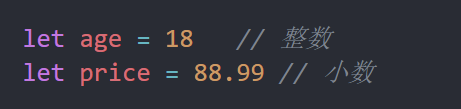 let age = 18   // 整数
let price = 88.99 // 小数